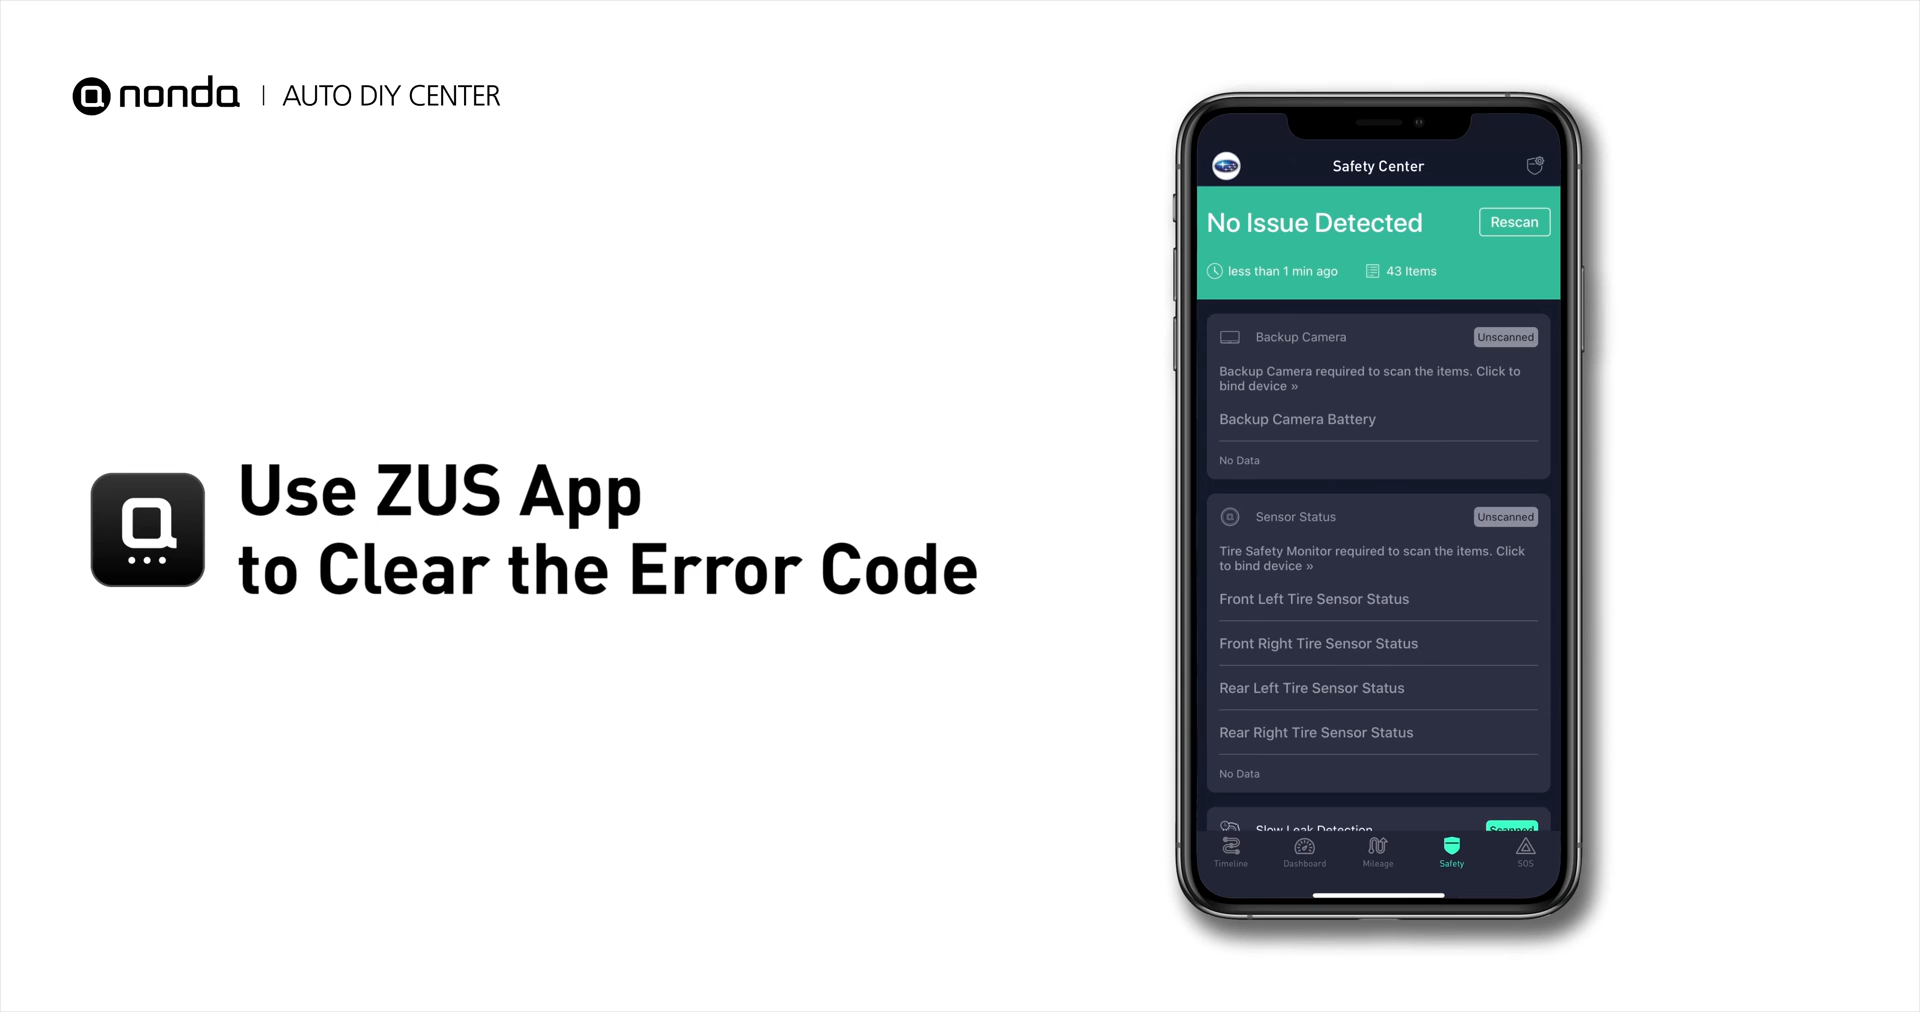 nonda | AUTO DIY CENTER
Use ZUS App
to Clear the Error Code
Safety Center
No Issue Detected
Rescan
less than 1 min ago
43 Items
Backup Camera
Unscanned
Backup Camera required to scan the items. Click to
bind device »
Backup Camera Battery
No Data
Sensor Status
Unscanned
Tire Safety Monitor required to scan the items. Click
to bind device »
Front Left Tire Sensor Status
Front Right Tire Sensor Status
Rear Left Tire Sensor Status
Rear Right Tire Sensor Status
No Data
Slow Leak Detection
Scanned
Timeline
Dashboard
Mileage
Safety
SOS